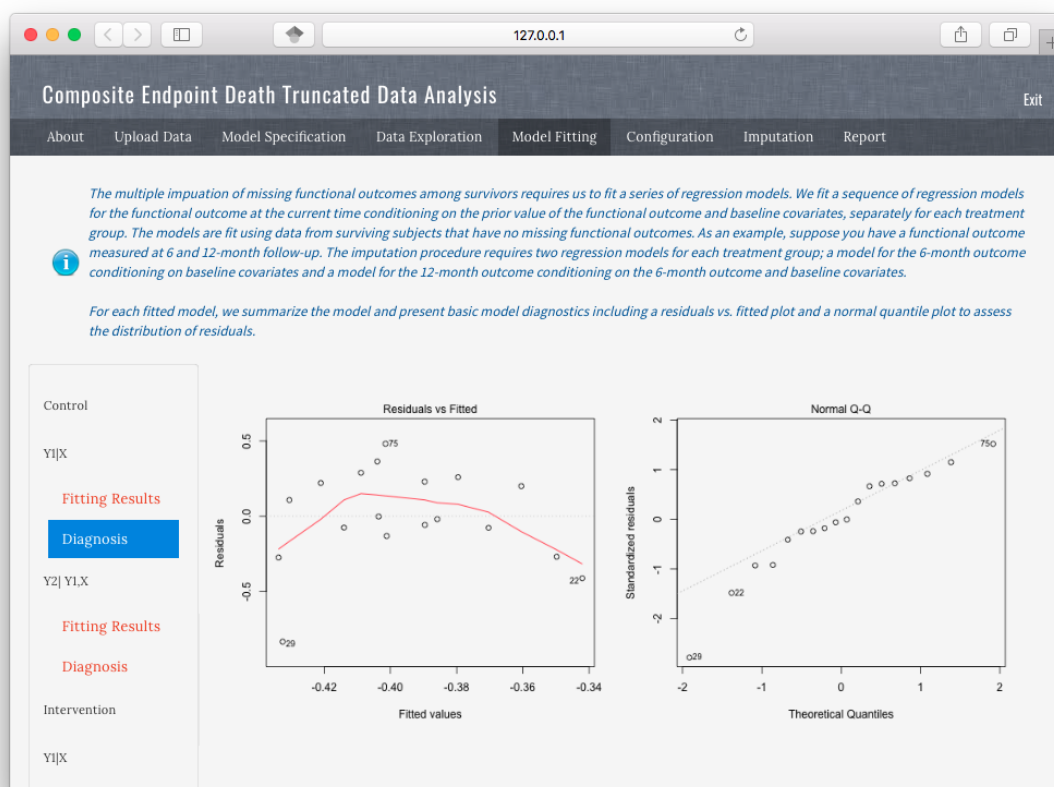 127.0.0.1
Composite Endpoint Death Truncated Data Analysis
Exit
About Upload Data Model Specification Data Exploration Model Fitting Configuration Imputation Report
The multiple impuation of missing functional outcomes among survivors requires us to fit a series of regression models. We fit a sequence of regression models
for the functional outcome at the current time conditioning on the prior value of the functional outcome and baseline covariates, separately for each treatment
group. The models are fit using data from surviving subjects that have no missing functional outcomes. As an example, suppose you have a functional outcome
measured at 6 and 12-month follow-up. The imputation procedure requires two regression models for each treatment group; a model for the 6-month outcome
conditioning on baseline covariates and a model for the 12-month outcome conditioning on the 6-month outcome and baseline covariates.
For each fitted model, we summarize the model and present basic model diagnostics including a residuals vs. fitted plot and a normal quantile plot to assess
the distribution of residuals.
Control
Y1|X
Fitting Results
Diagnosis
Y2| Y1,X
Fitting Results
Diagnosis
Intervention
Y1|X
Residuals vs Fitted
Residuals
0.5
0.0
-0.5
75
22
29
-0.42 -0.40 -0.38 -0.36 -0.34
Fitted values
Normal Q-Q
Standardized residuals
2
1
0
-1
-2
75
22
29
-2 -1 0 1 2
Theoretical Quantiles